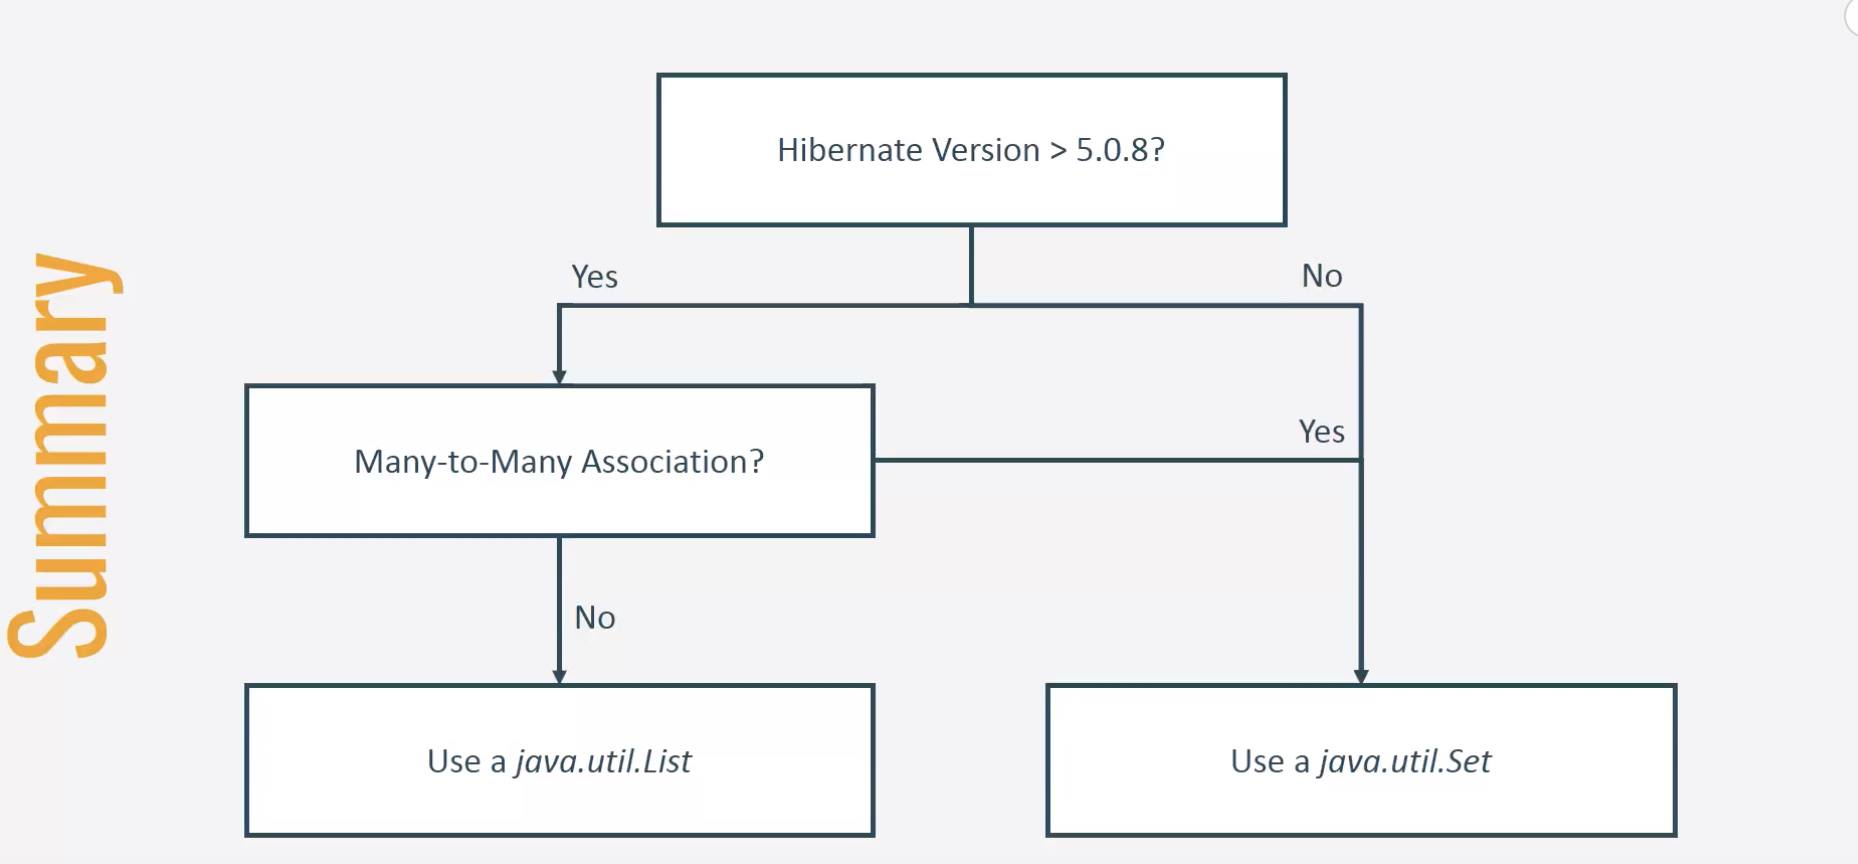 Summary
Hibernate Version > 5.0.8?
Yes
No
Many-to-Many Association?
Yes
No
Use a java.util.List
Use a java.util.Set